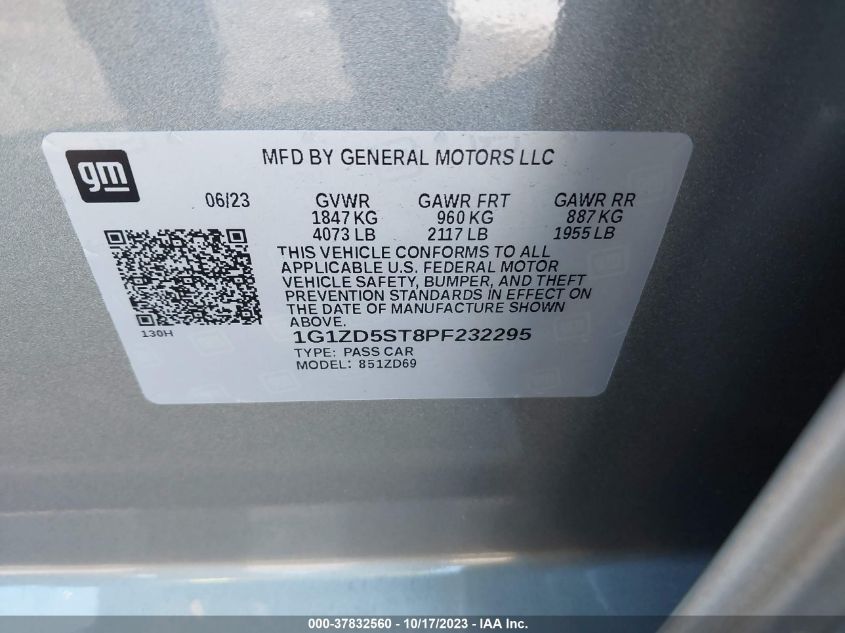 gm
MFD BY GENERAL MOTORS LLC
06/23 GVWR GAWR FRT GAWR RR
1847 KG 960 KG 887 KG
4073 LB 2117 LB 1955 LB
THIS VEHICLE CONFORMS TO ALL
APPLICABLE U.S. FEDERAL MOTOR
VEHICLE SAFETY, BUMPER, AND THEFT
PREVENTION STANDARDS IN EFFECT ON
THE DATE OF MANUFACTURE SHOWN
ABOVE.
130H
1G1ZD5ST8PF232295
TYPE: PASS CAR
MODEL: 851ZD69
000-37832560 - 10/17/2023 - IAA Inc.